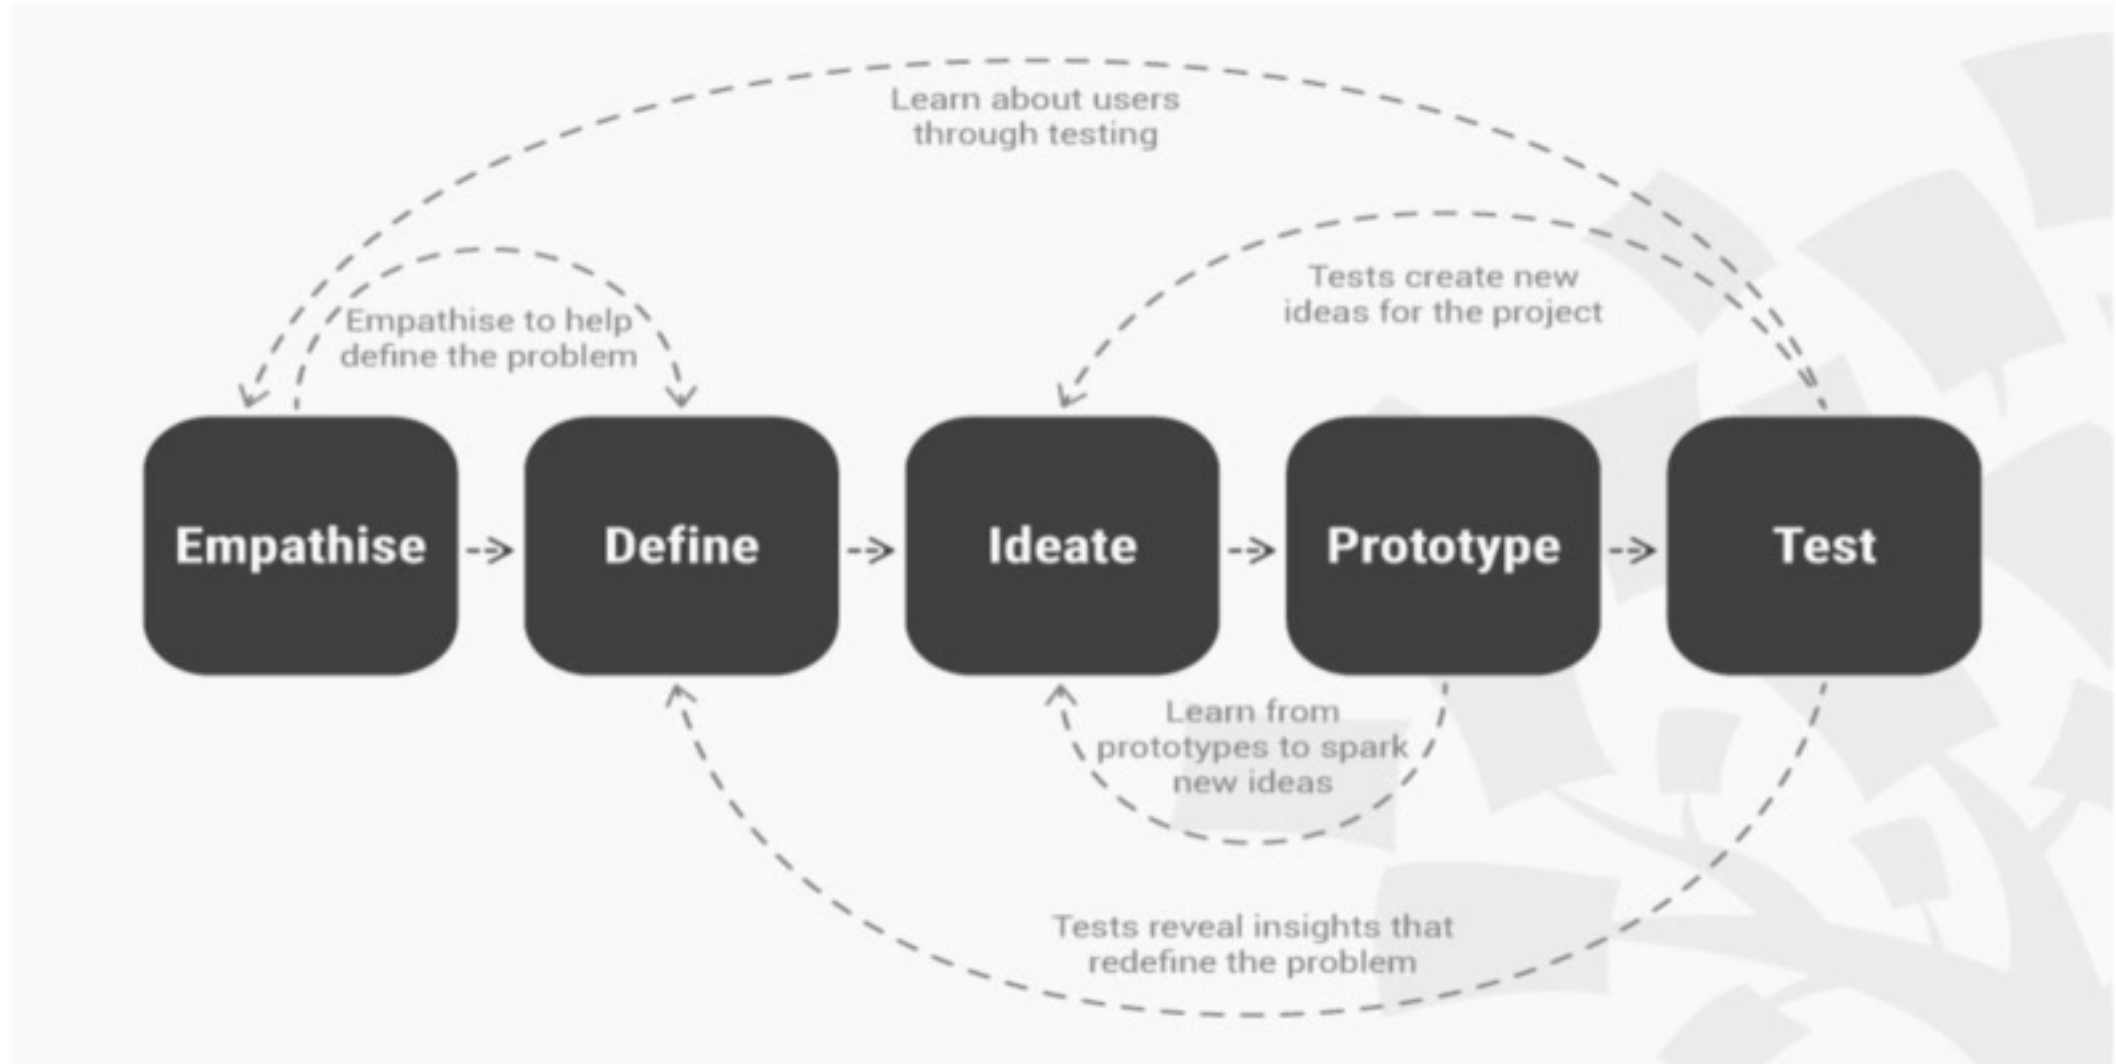 Learn about users
through testing
Tests create new
ideas for the project
Empathise to help
define the problem
Empathise
Define
Ideate
Prototype
Test
Learn from
prototypes to spark
new ideas
Tests reveal insights that
redefine the problem